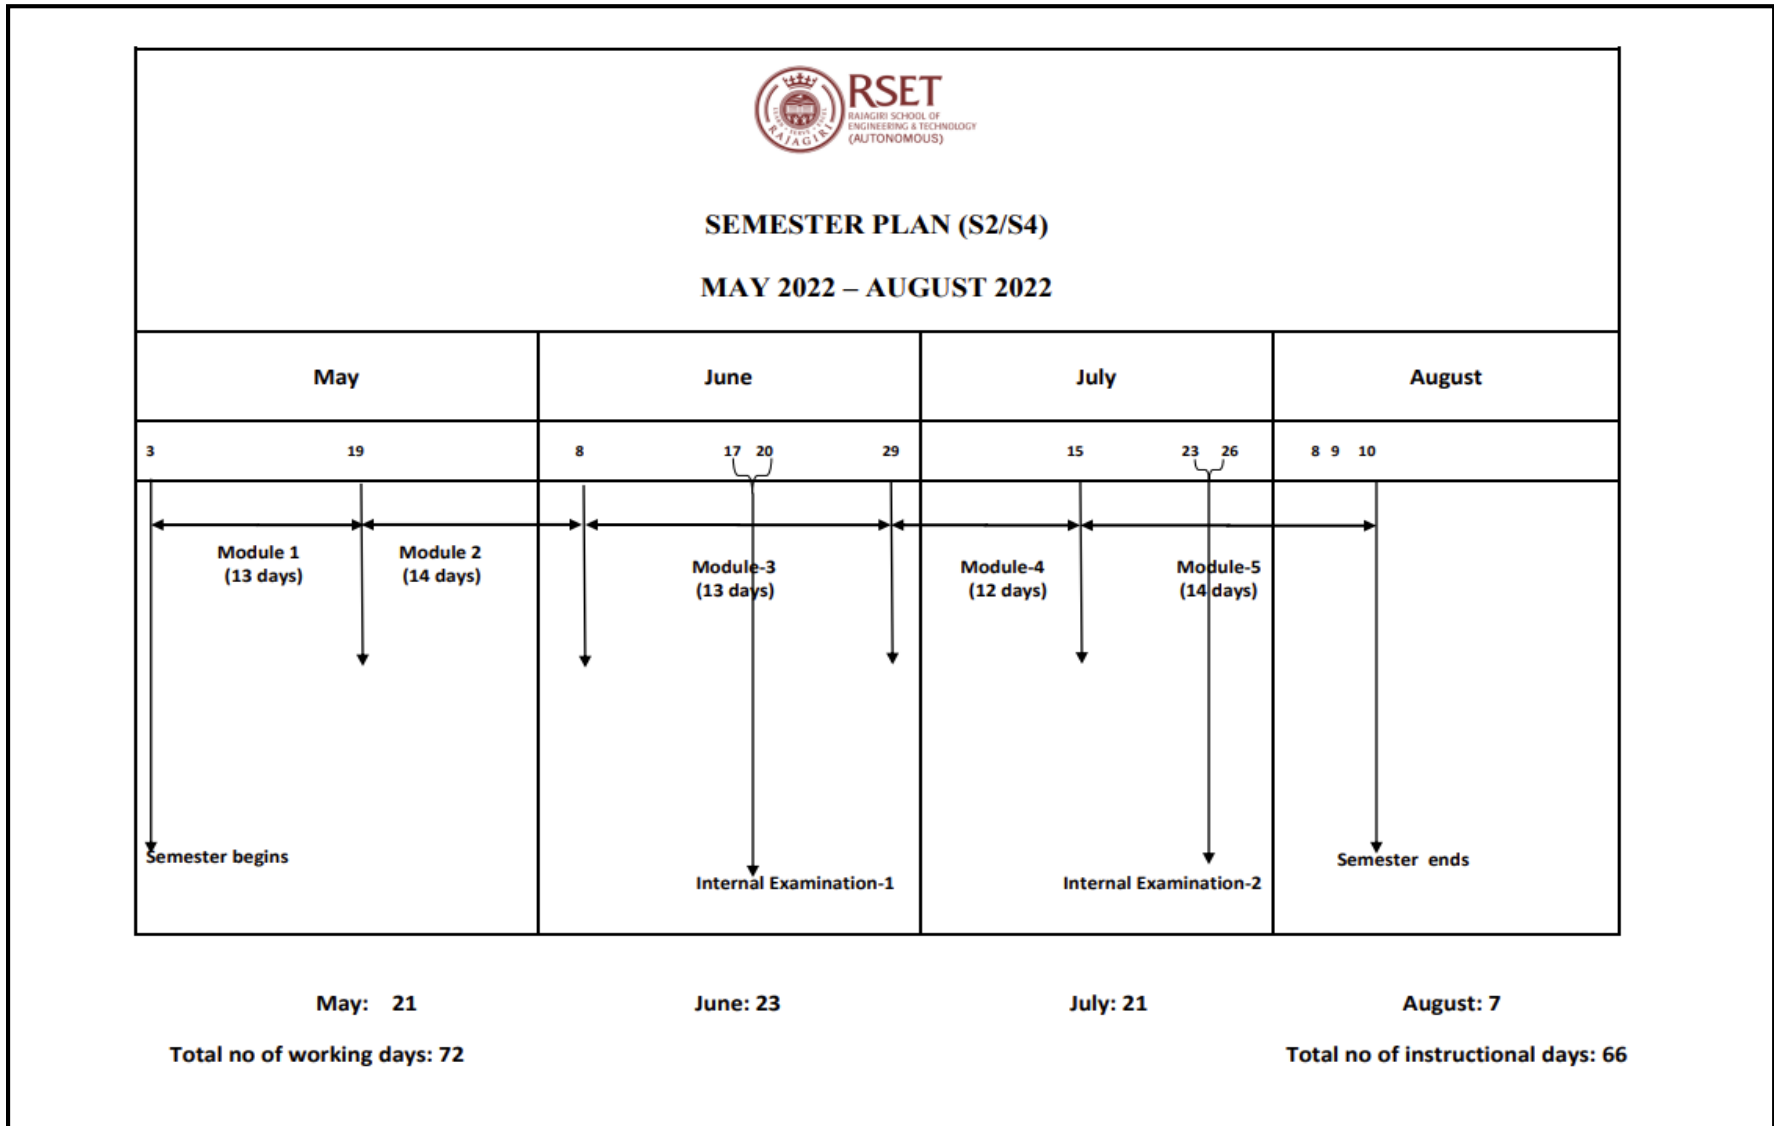 RSET
RAJAGIRI SCHOOL OF
ENGINEERING & TECHNOLOGY
(AUTONOMOUS)
LEARN • SERVE • EXCEL
RAJAGIRI
SEMESTER PLAN (S2/S4)
MAY 2022 – AUGUST 2022
May June July August
3 19 8 17 20 29 15 23 26 8 9 10
Module 1 Module 2
(13 days) (14 days)
Module-3 Module-4 Module-5
(13 days) (12 days) (14 days)
Semester begins
Semester ends
Internal Examination-1 Internal Examination-2
May: 21 June: 23 July: 21 August: 7
Total no of working days: 72 Total no of instructional days: 66